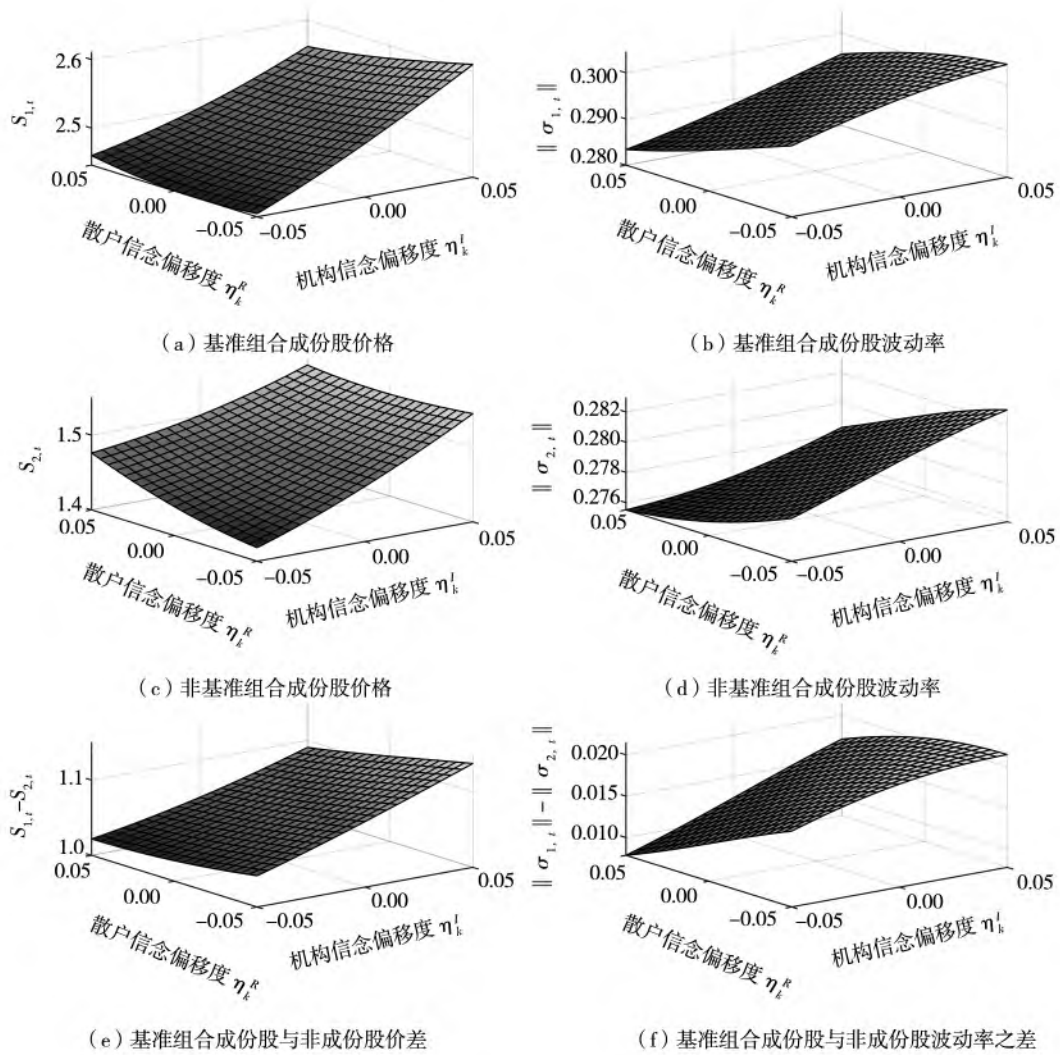 2.6
2.5
S₁,ₜ
0.05
0.00
−0.05
−0.05
0.00
0.05
散户信念偏移度 ηₖᴿ
机构信念偏移度 ηₖᴵ
(a)基准组合成份股价格
0.300
0.290
0.280
‖ σ₁,ₜ ‖
0.05
0.00
−0.05
−0.05
0.00
0.05
散户信念偏移度 ηₖᴿ
机构信念偏移度 ηₖᴵ
(b)基准组合成份股波动率
1.5
1.4
S₂,ₜ
0.05
0.00
−0.05
−0.05
0.00
0.05
散户信念偏移度 ηₖᴿ
机构信念偏移度 ηₖᴵ
(c)非基准组合成份股价格
0.282
0.280
0.278
0.276
‖ σ₂,ₜ ‖
0.05
0.00
−0.05
−0.05
0.00
0.05
散户信念偏移度 ηₖᴿ
机构信念偏移度 ηₖᴵ
(d)非基准组合成份股波动率
1.1
1.0
S₁,ₜ−S₂,ₜ
0.05
0.00
−0.05
−0.05
0.00
0.05
散户信念偏移度 ηₖᴿ
机构信念偏移度 ηₖᴵ
(e)基准组合成份股与非成份股价差
0.020
0.015
0.010
‖ σ₁,ₜ ‖−‖ σ₂,ₜ ‖
0.05
0.00
−0.05
−0.05
0.00
0.05
散户信念偏移度 ηₖᴿ
机构信念偏移度 ηₖᴵ
(f)基准组合成份股与非成份股波动率之差